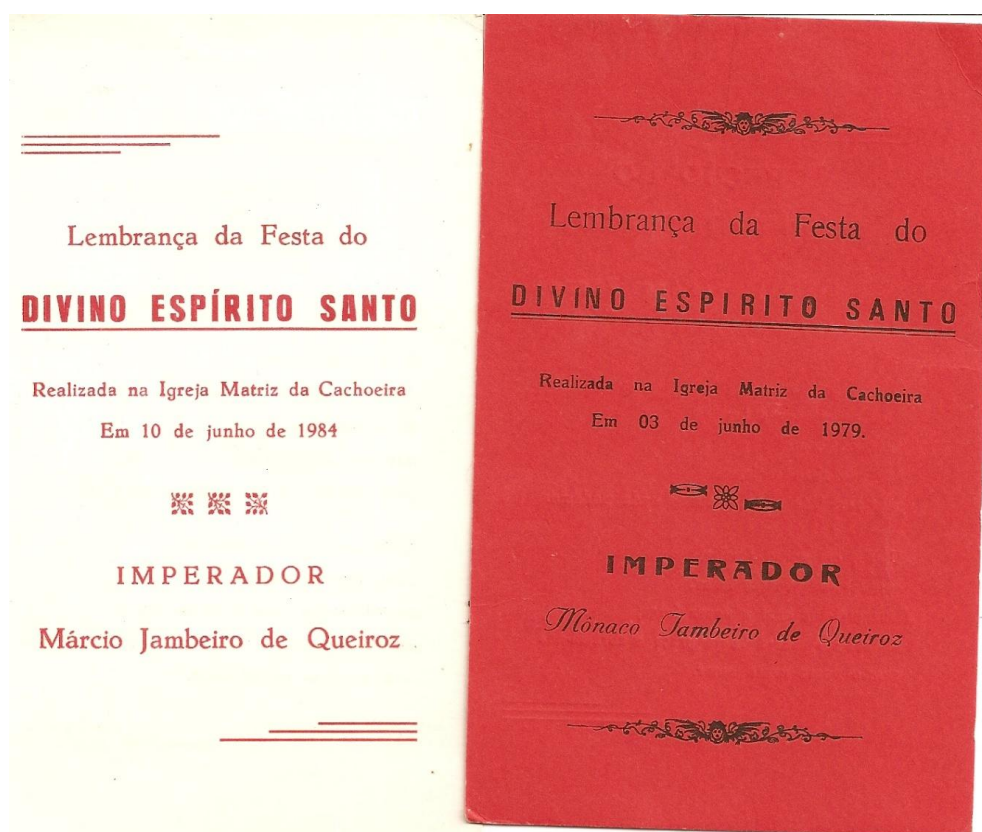 Lembrança da Festa do
DIVINO ESPÍRITO SANTO
Realizada na Igreja Matriz da Cachoeira
Em 10 de junho de 1984
IMPERADOR
Márcio Jambeiro de Queiroz
Lembrança da Festa do
DIVINO ESPIRITO SANTO
Realizada na Igreja Matriz da Cachoeira
Em 03 de junho de 1979.
IMPERADOR
Mônaco Jambeiro de Queiroz